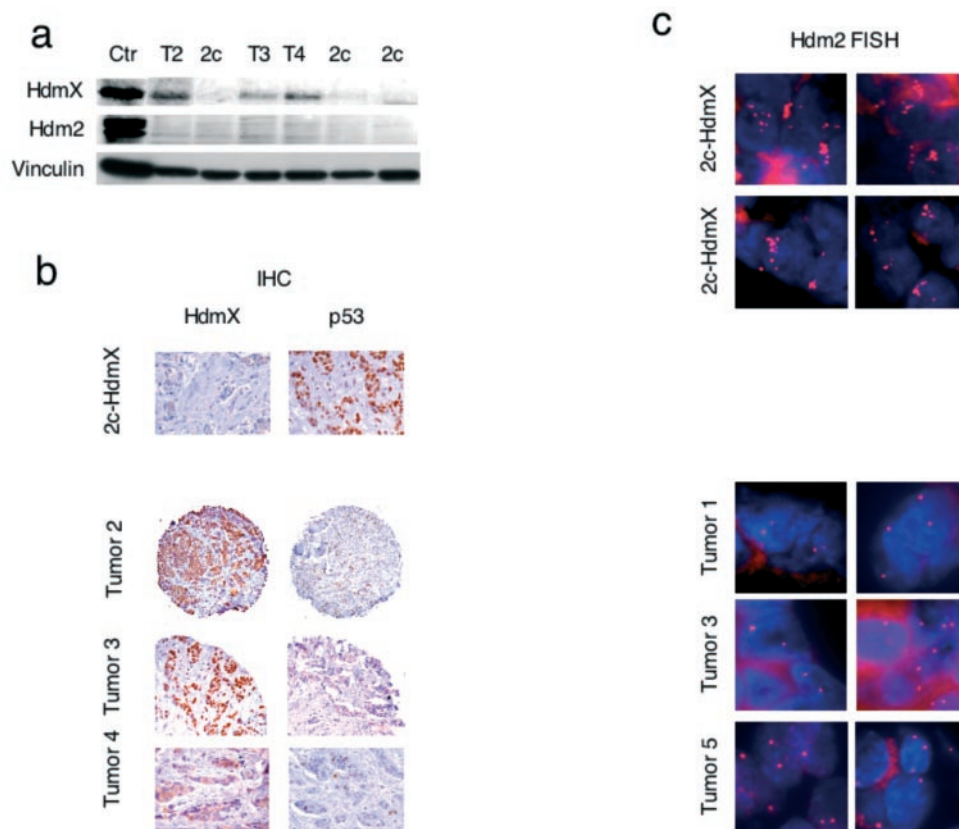 a
Ctr T2 2c T3 T4 2c 2c
HdmX
Hdm2
Vinculin
b
IHC
HdmX p53
2c-HdmX
Tumor 2
Tumor 3
Tumor 4
c
Hdm2 FISH
2c-HdmX
2c-HdmX
Tumor 1
Tumor 3
Tumor 5